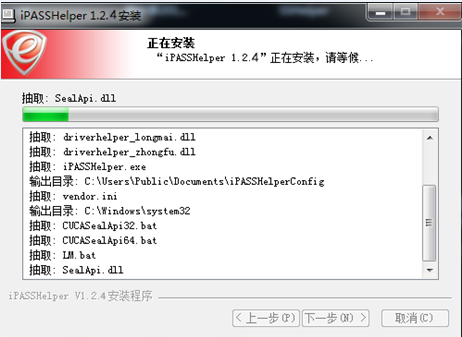 iPASSHelper 1.2.4安装
正在安装
“iPASSHelper 1.2.4”正在安装，请等候...
抽取: SealApi.dll
抽取: driverhelper_longmai.dll
抽取: driverhelper_zhongfu.dll
抽取: iPASSHelper.exe
输出目录: C:\Users\Public\Documents\iPASSHelperConfig
抽取: vendor.ini
输出目录: C:\Windows\system32
抽取: CUCASealApi32.bat
抽取: CUCASealApi64.bat
抽取: LM.bat
抽取: SealApi.dll
iPASSHelper V1.2.4安装程序
< 上一步(P) 下一步(N) > 取消(C)